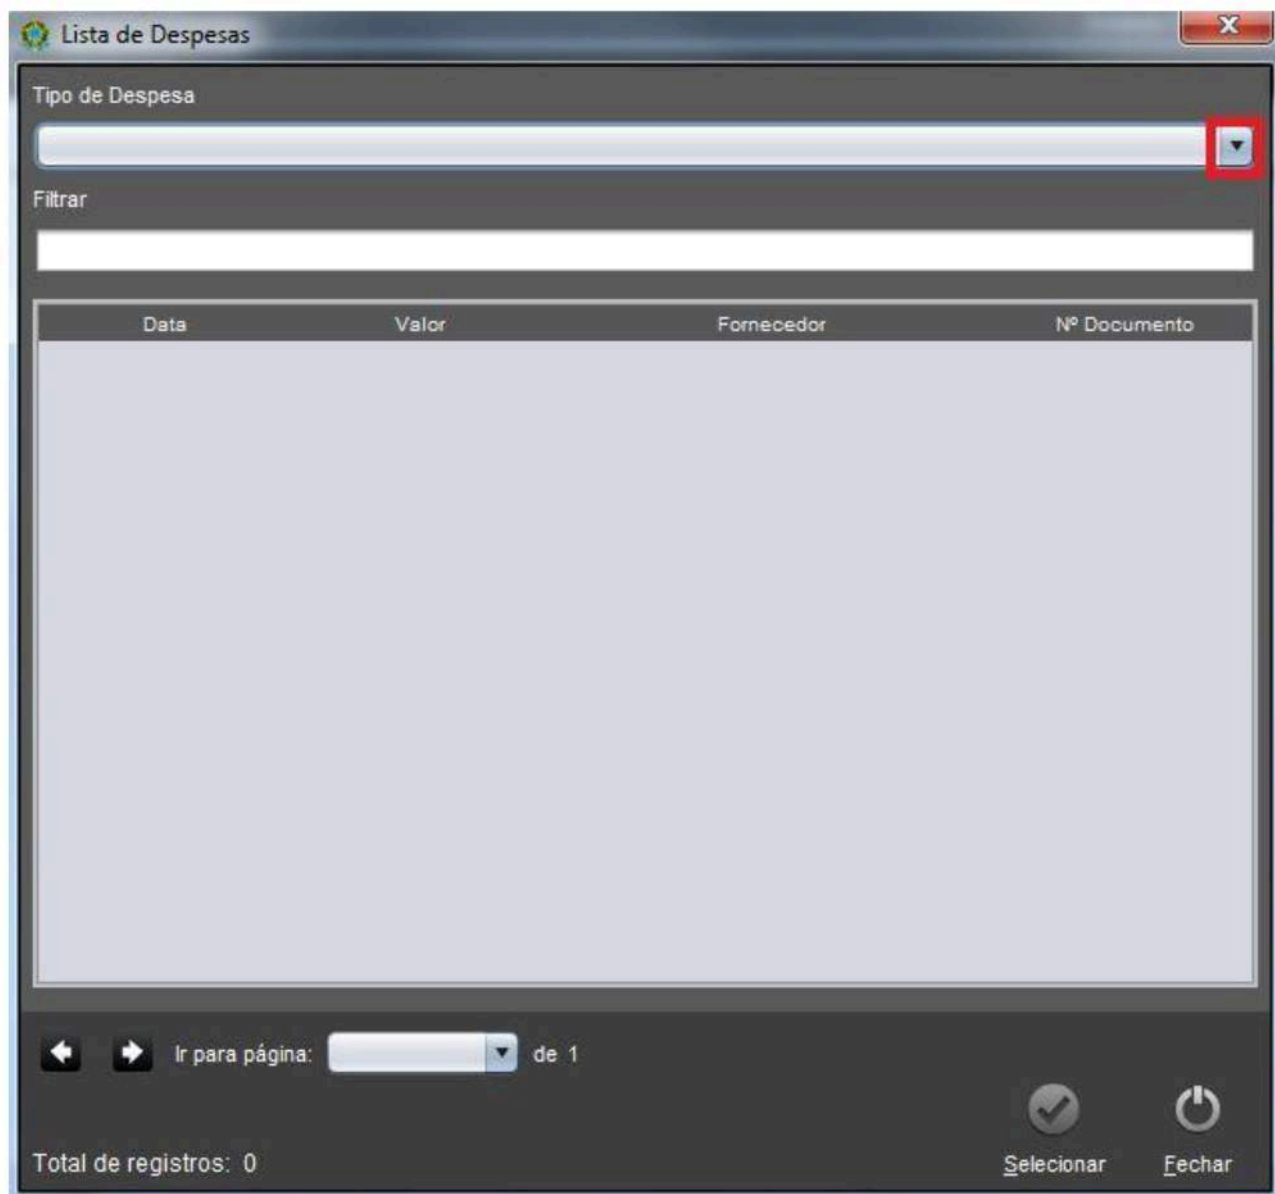 Lista de Despesas
Tipo de Despesa
Filtrar
Data Valor Fornecedor Nº Documento
Ir para página: de 1
Selecionar Fechar
Total de registros: 0